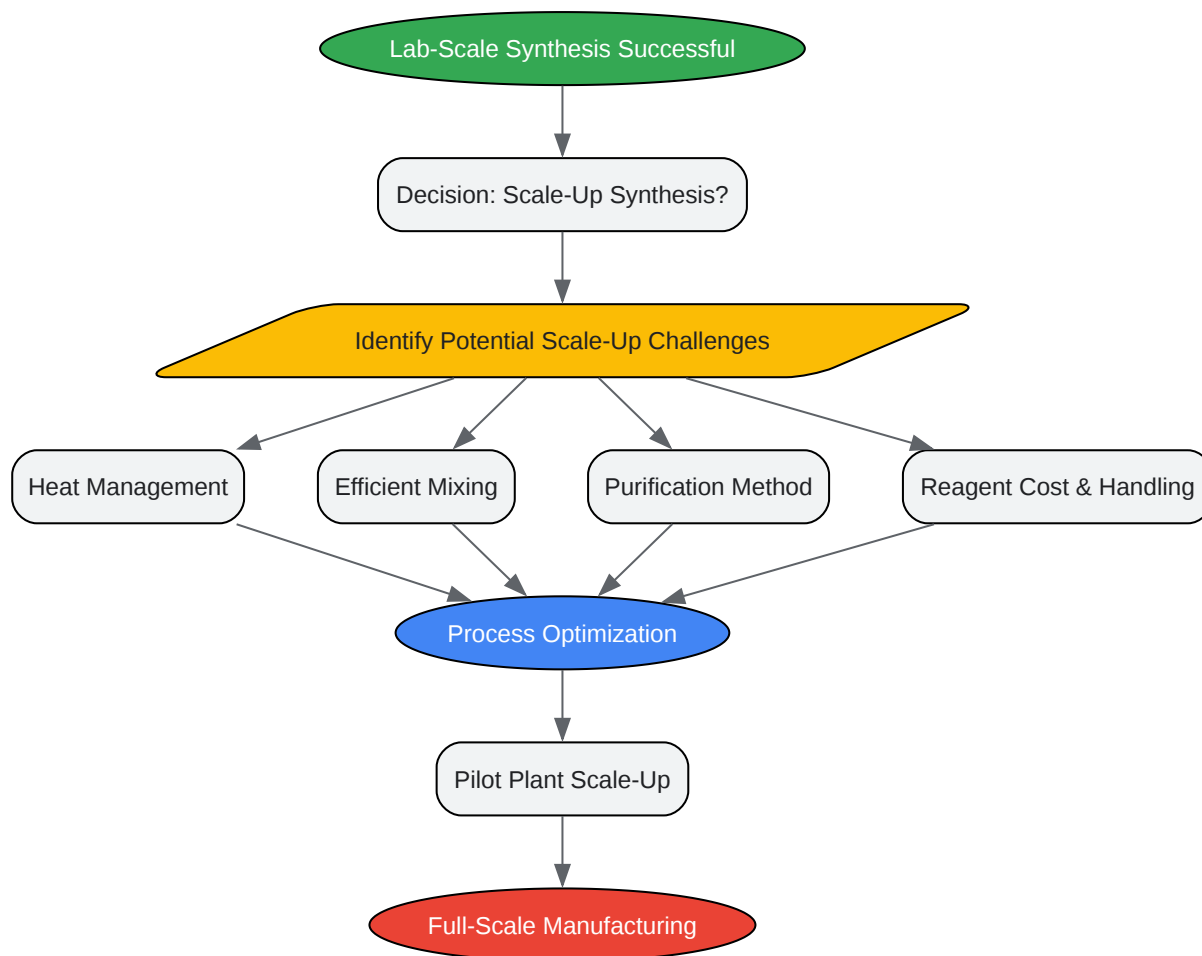 Lab-Scale Synthesis Successful
Decision: Scale-Up Synthesis?
Identify Potential Scale-Up Challenges
Heat Management
Efficient Mixing
Purification Method
Reagent Cost & Handling
Process Optimization
Pilot Plant Scale-Up
Full-Scale Manufacturing